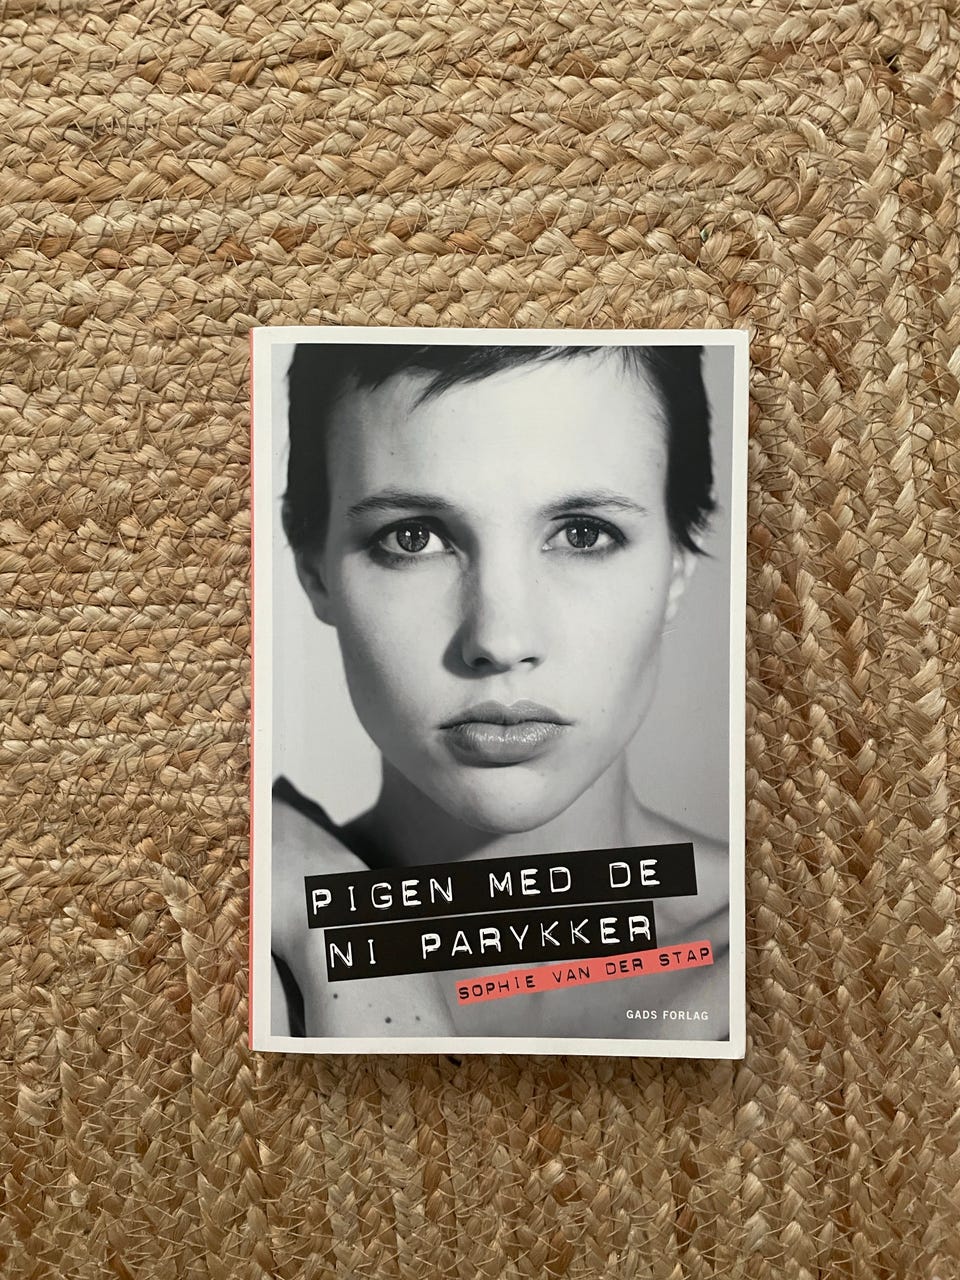 PIGEN MED DE
NI PARYKKER
SOPHIE VAN DER STAP
GADS FORLAG